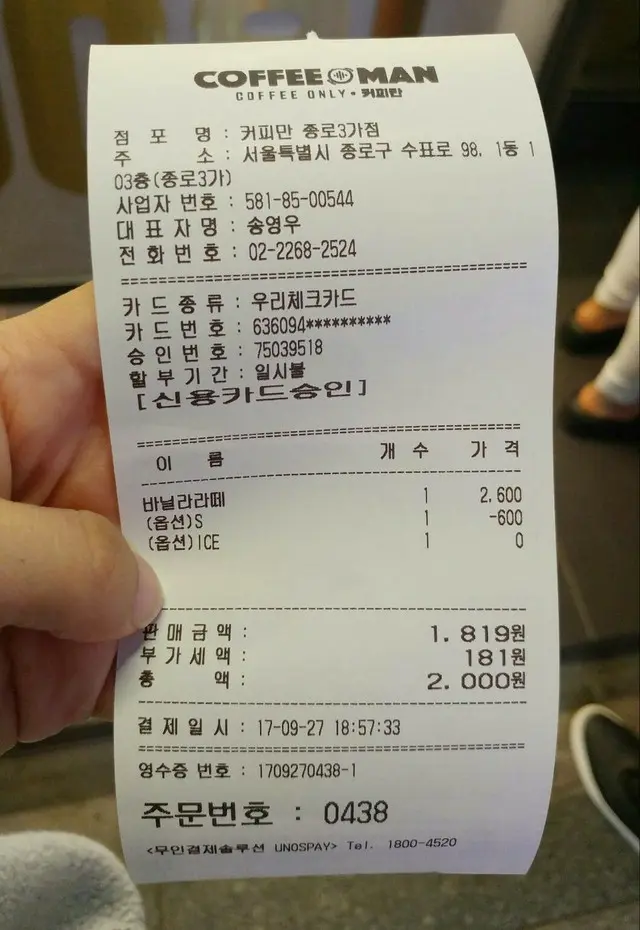 COFFEE MAN
COFFEE ONLY • 커피만
점 포 명 : 커피만 종로3가점
주 소 : 서울특별시 종로구 수표로 98, 1동 1
03층(종로3가)
사업자 번호 : 581-85-00544
대 표 자 명 : 송영우
전 화 번 호 : 02-2268-2524
카 드 종 류 : 우리체크카드
카 드 번 호 : 636094**********
승 인 번 호 : 75039518
할 부 기 간 : 일시불
[신용카드승인]
이 름 개 수 가 격
바닐라라떼 1 2,600
(옵션)S 1 -600
(옵션)ICE 1 0
판 매 금 액 : 1,819원
부 가 세 액 : 181원
총 액 : 2,000원
결 제 일 시 : 17-09-27 18:57:33
영수증 번호 : 1709270438-1
주문번호 : 0438
<무인결제솔루션 UNOSPAY> Tel. 1800-4520